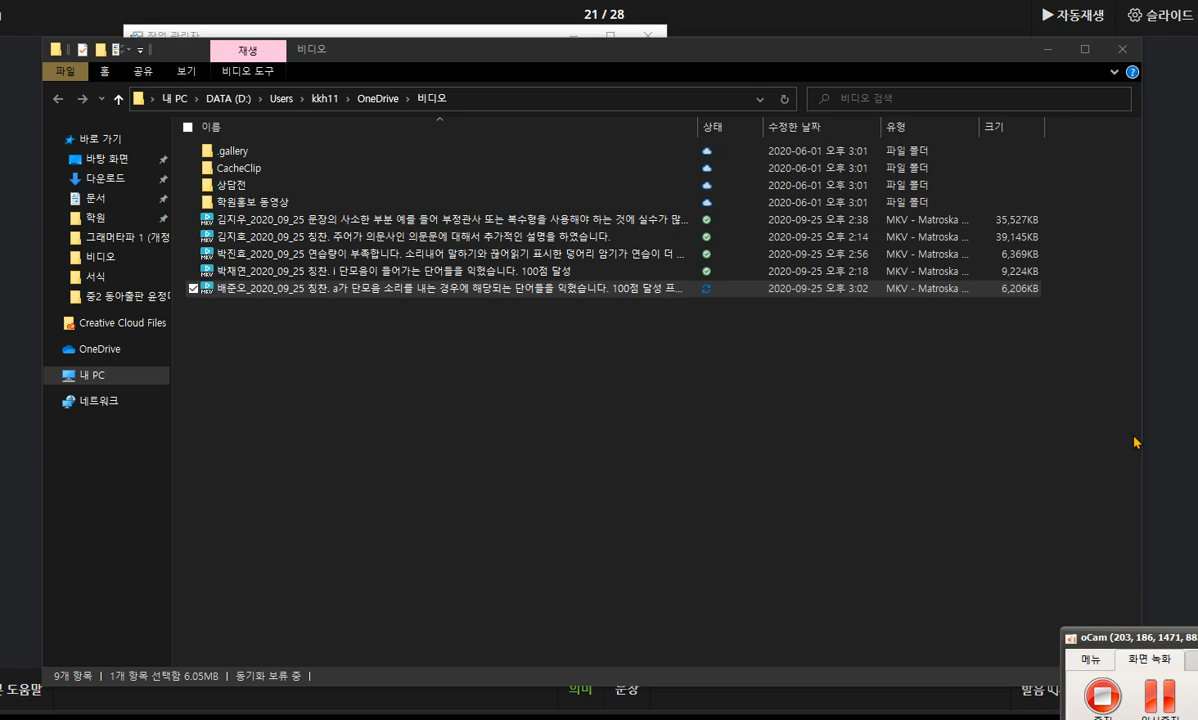 21 / 28
자동재생
슬라이드
작업 관리자
재생
비디오
파일
홈
공유
보기
비디오 도구
내 PC › DATA (D:) › Users › kkh11 › OneDrive › 비디오
비디오 검색
이름
상태
수정한 날짜
유형
크기
.gallery 2020-06-01 오후 3:01 파일 폴더
CacheClip 2020-06-01 오후 3:01 파일 폴더
상담전 2020-06-01 오후 3:01 파일 폴더
학원홍보 동영상 2020-06-01 오후 3:01 파일 폴더
김지우_2020_09_25 문장의 사소한 부분 예를 들어 부정관사 또는 복수형을 사용해야 하는 것에 실수가 많... 2020-09-25 오후 2:38 MKV - Matroska ... 35,527KB
김지호_2020_09_25 칭찬. 주어가 의문사인 의문문에 대해서 추가적인 설명을 하였습니다. 2020-09-25 오후 2:14 MKV - Matroska ... 39,145KB
박진효_2020_09_25 연습량이 부족합니다. 소리내어 말하기와 끊어읽기 표시한 덩어리 암기가 연습이 더 ... 2020-09-25 오후 2:56 MKV - Matroska ... 6,369KB
박재연_2020_09_25 칭찬. i 단모음이 들어가는 단어들을 익혔습니다. 100점 달성 2020-09-25 오후 2:18 MKV - Matroska ... 9,224KB
배준오_2020_09_25 칭찬. a가 단모음 소리를 내는 경우에 해당되는 단어들을 익혔습니다. 100점 달성 프... 2020-09-25 오후 3:02 MKV - Matroska ... 6,206KB
바로 가기
바탕 화면
다운로드
문서
학원
그래머타파 1 (개정
비디오
서식
중2 동아출판 윤정미
Creative Cloud Files
OneDrive
내 PC
네트워크
9개 항목 | 1개 항목 선택함 6.05MB | 동기화 보류 중 |
oCam (203, 186, 1471, 88
메뉴
화면 녹화
도움말
의미
문장